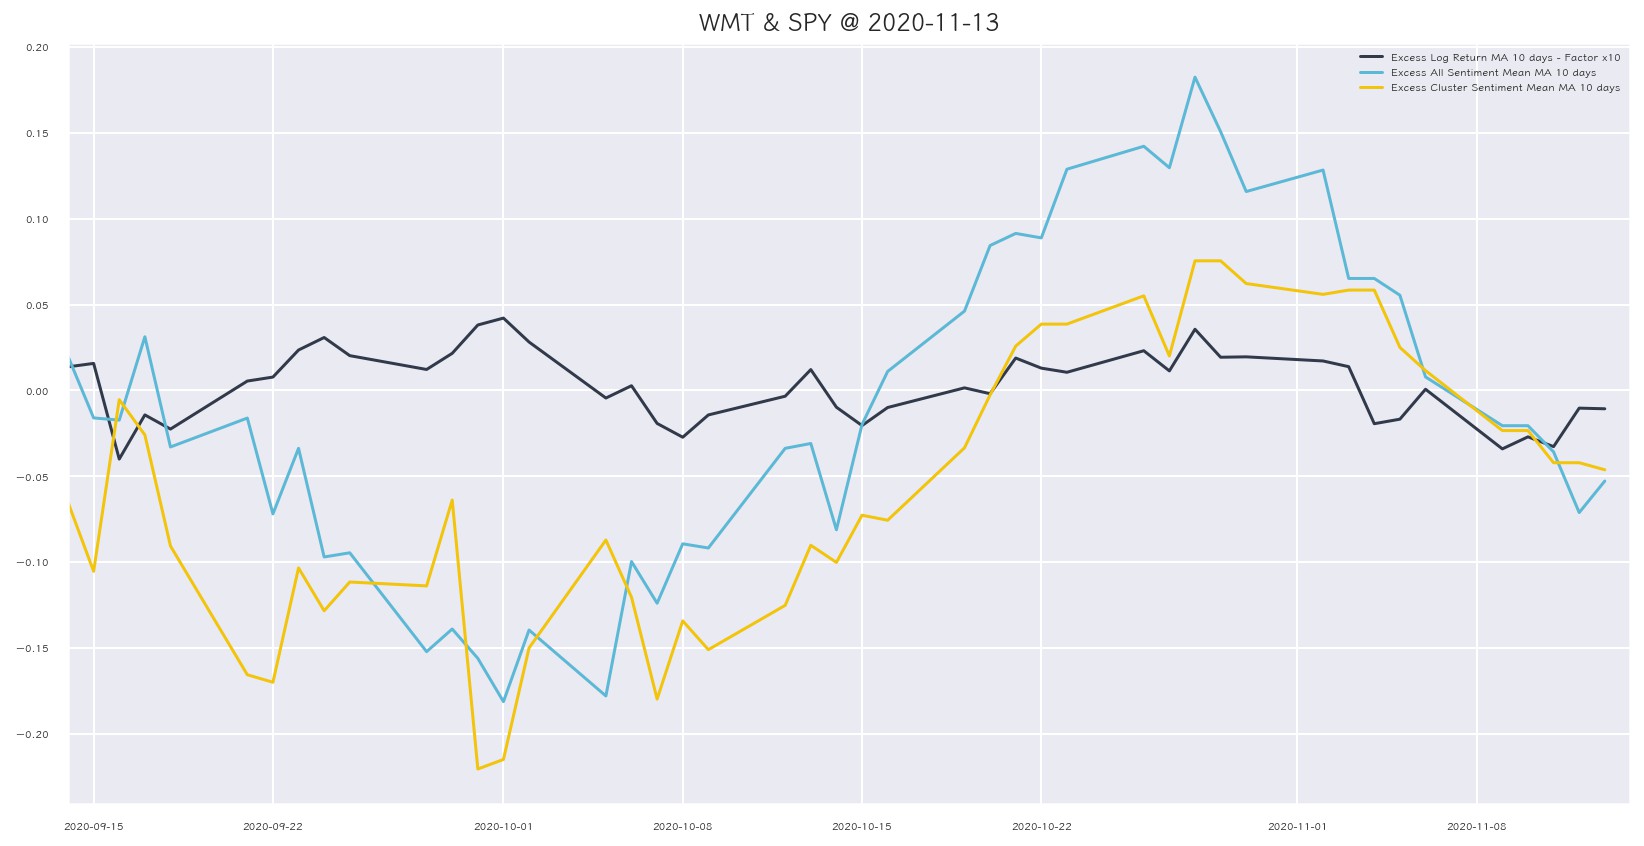 WMT & SPY @ 2020-11-13
Excess Log Return MA 10 days - Factor x10
Excess All Sentiment Mean MA 10 days
Excess Cluster Sentiment Mean MA 10 days
0.20
0.15
0.10
0.05
0.00
−0.05
−0.10
−0.15
−0.20
2020-09-15 2020-09-22 2020-10-01 2020-10-08 2020-10-15 2020-10-22 2020-11-01 2020-11-08